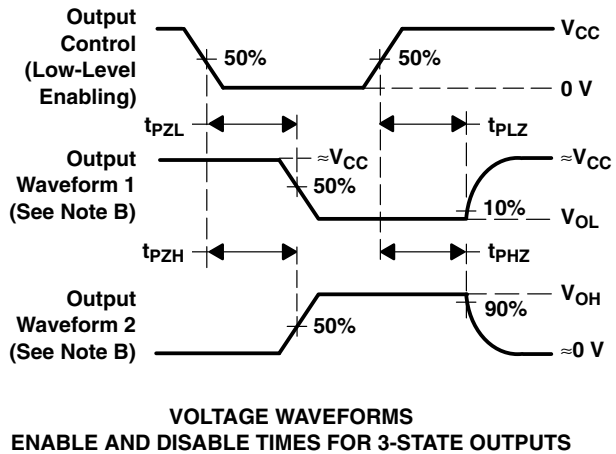 Output
Control
(Low-Level
Enabling)
50%
50%
VCC
0 V
tPZL
tPLZ
Output
Waveform 1
(See Note B)
≈VCC
50%
≈VCC
10%
VOL
tPZH
tPHZ
Output
Waveform 2
(See Note B)
50%
VOH
90%
≈0 V
VOLTAGE WAVEFORMS
ENABLE AND DISABLE TIMES FOR 3-STATE OUTPUTS